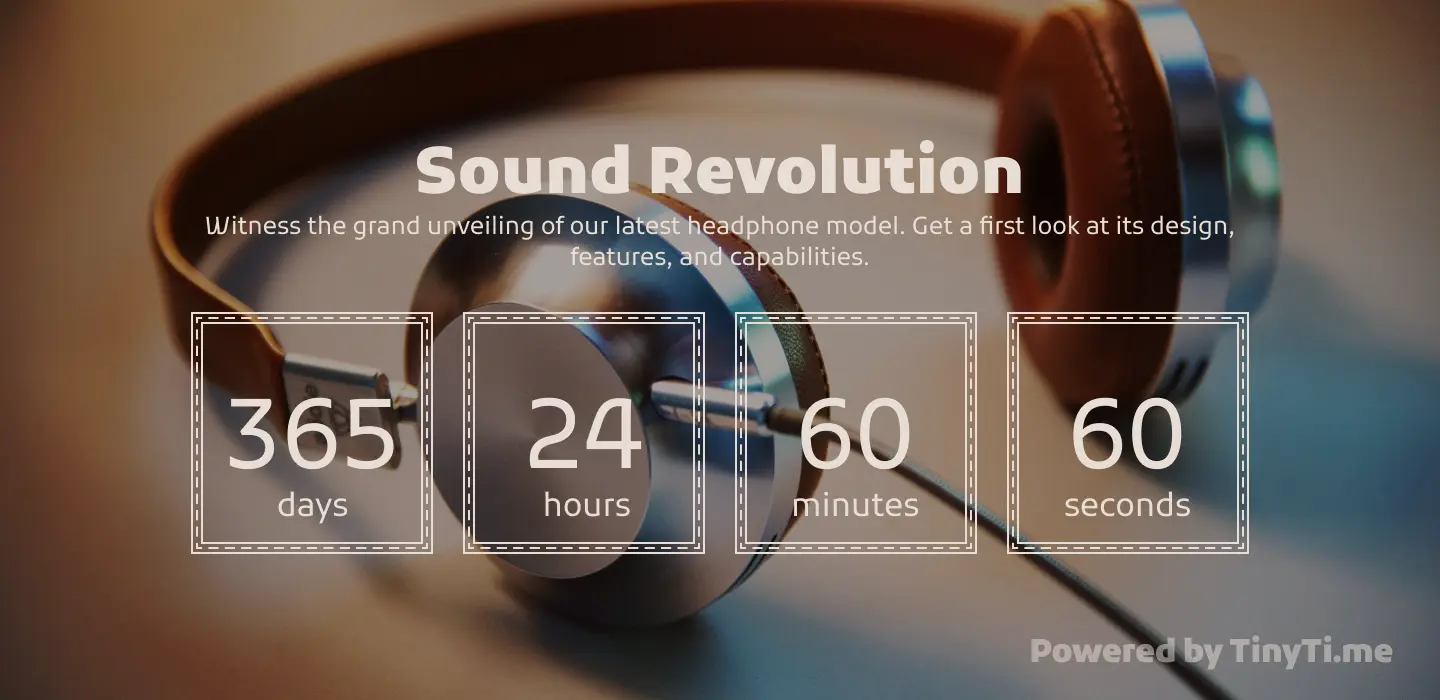 Sound Revolution
Witness the grand unveiling of our latest headphone model. Get a first look at its design,
features, and capabilities.
365
days
24
hours
60
minutes
60
seconds
Powered by TinyTi.me